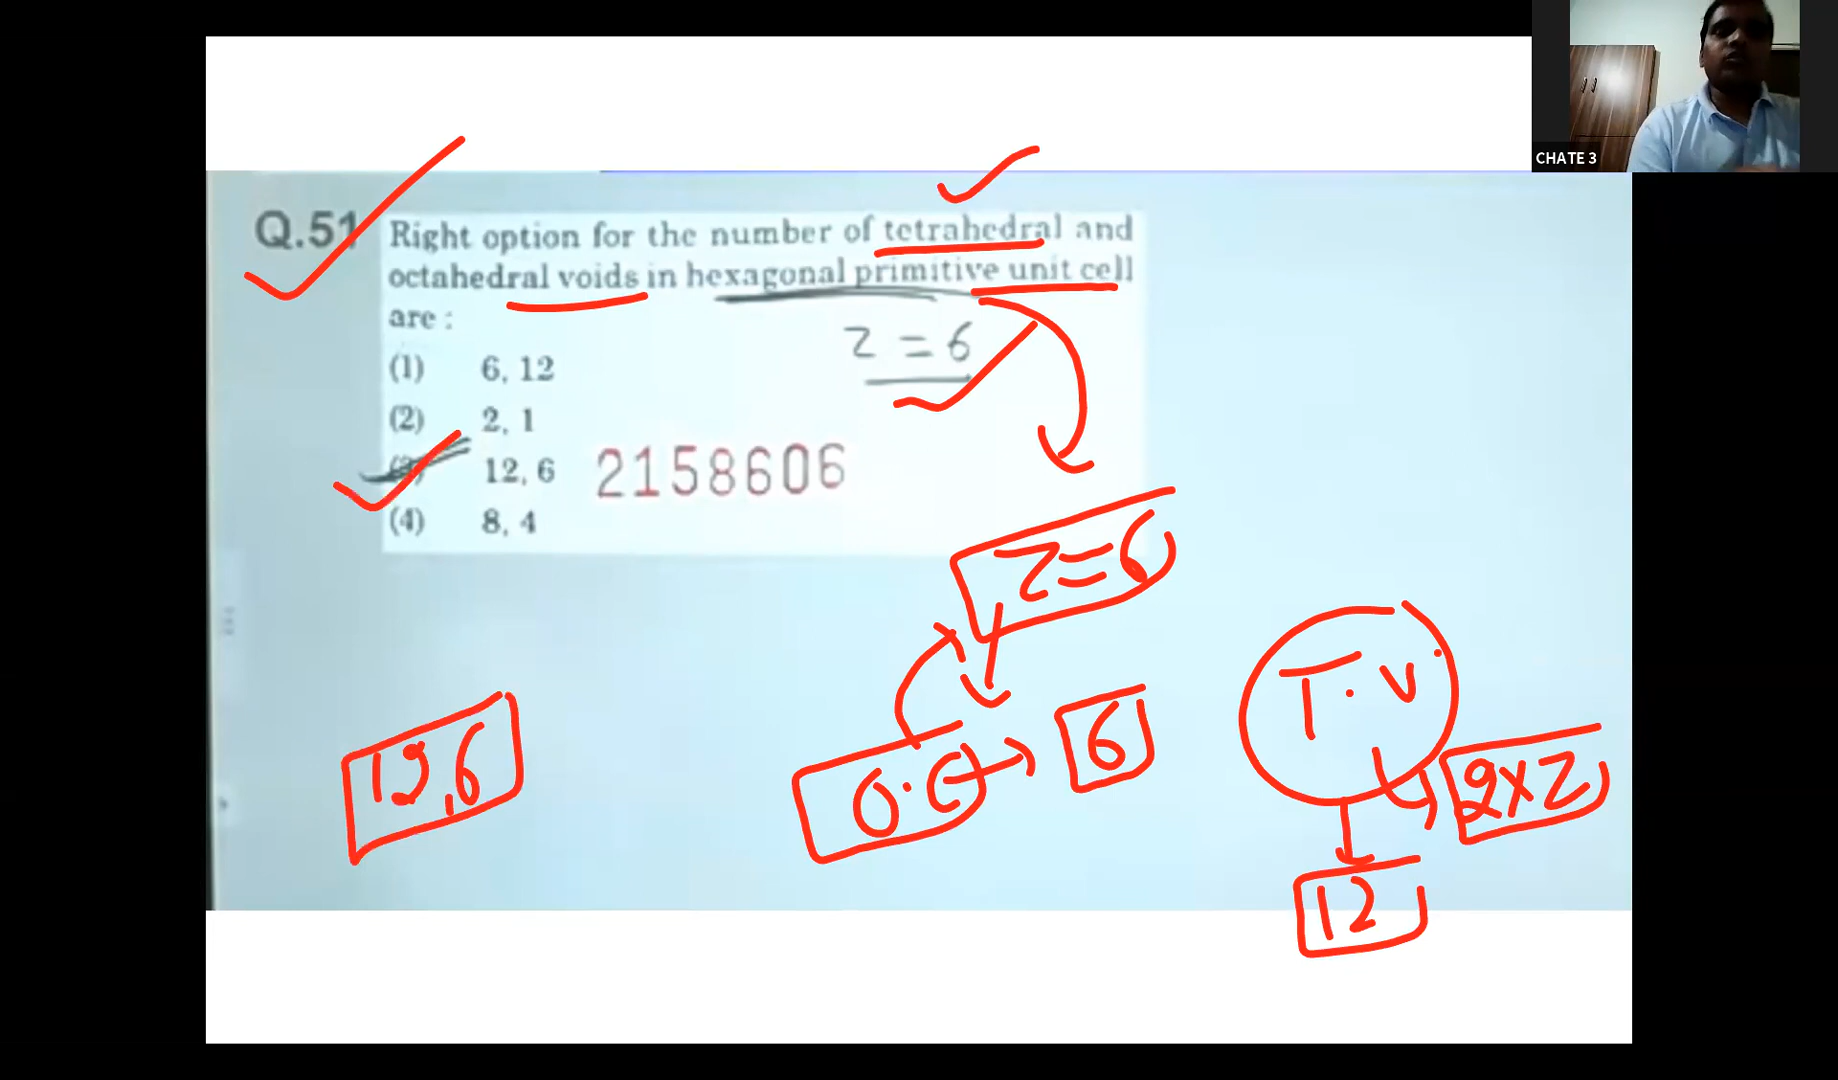 CHATE 3
Q.51 Right option for the number of tetrahedral and
octahedral voids in hexagonal primitive unit cell
are :
Z = 6
(1) 6, 12
(2) 2, 1
(3) 12, 6
2158606
(4) 8, 4
Z=6
T.V.
6
2×Z
12,6
12